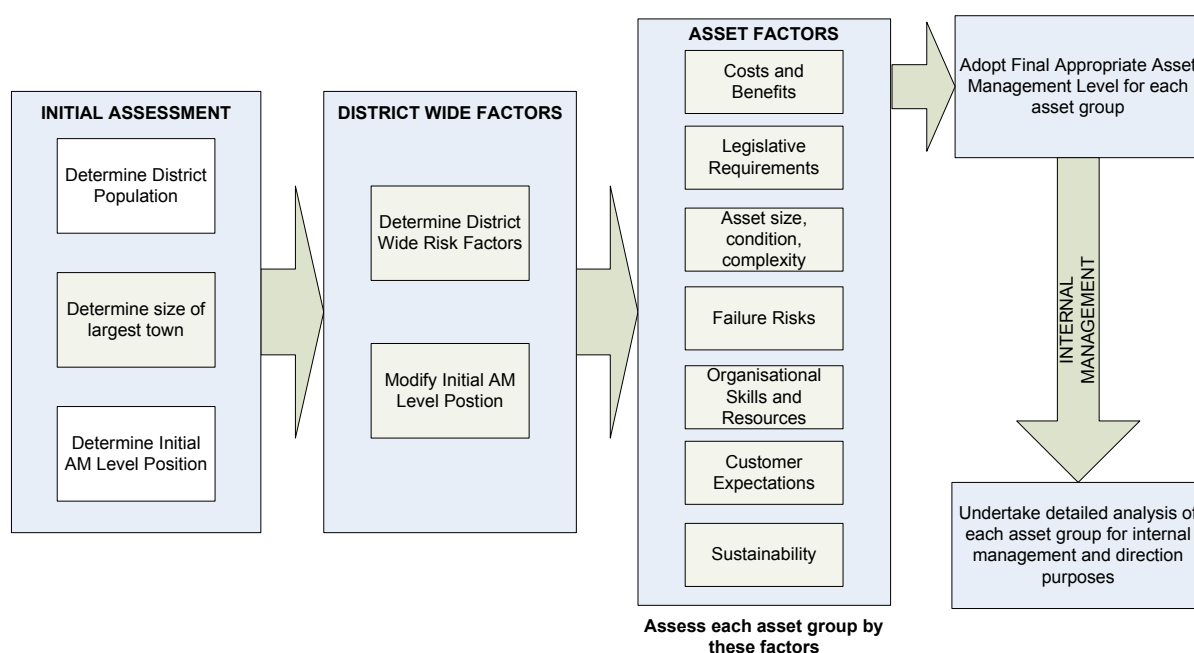 INITIAL ASSESSMENT
Determine District
Population
Determine size of
largest town
Determine Initial
AM Level Position
DISTRICT WIDE FACTORS
Determine District
Wide Risk Factors
Modify Initial AM
Level Postion
ASSET FACTORS
Costs and
Benefits
Legislative
Requirements
Asset size,
condition,
complexity
Failure Risks
Organisational
Skills and
Resources
Customer
Expectations
Sustainability
Assess each asset group by
these factors
Adopt Final Appropriate Asset
Management Level for each
asset group
INTERNAL
MANAGEMENT
Undertake detailed analysis of
each asset group for internal
management and direction
purposes